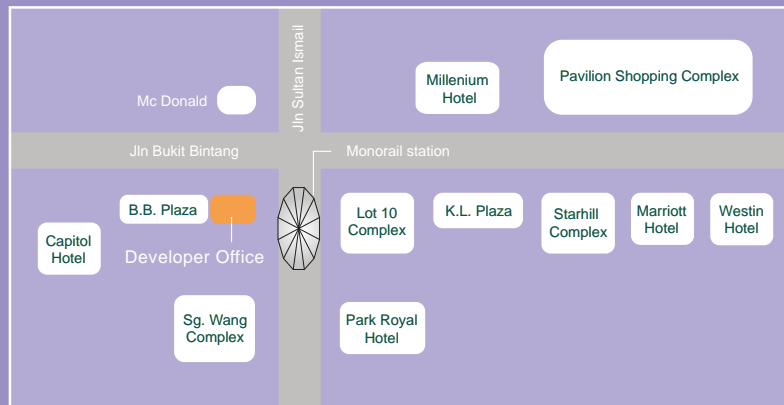 Jln Sultan Ismail
Millenium
Hotel
Pavilion Shopping Complex
Mc Donald
Jln Bukit Bintang
Monorail station
B.B. Plaza
Lot 10
Complex
K.L. Plaza
Starhill
Complex
Marriott
Hotel
Westin
Hotel
Capitol
Hotel
Developer Office
Sg. Wang
Complex
Park Royal
Hotel